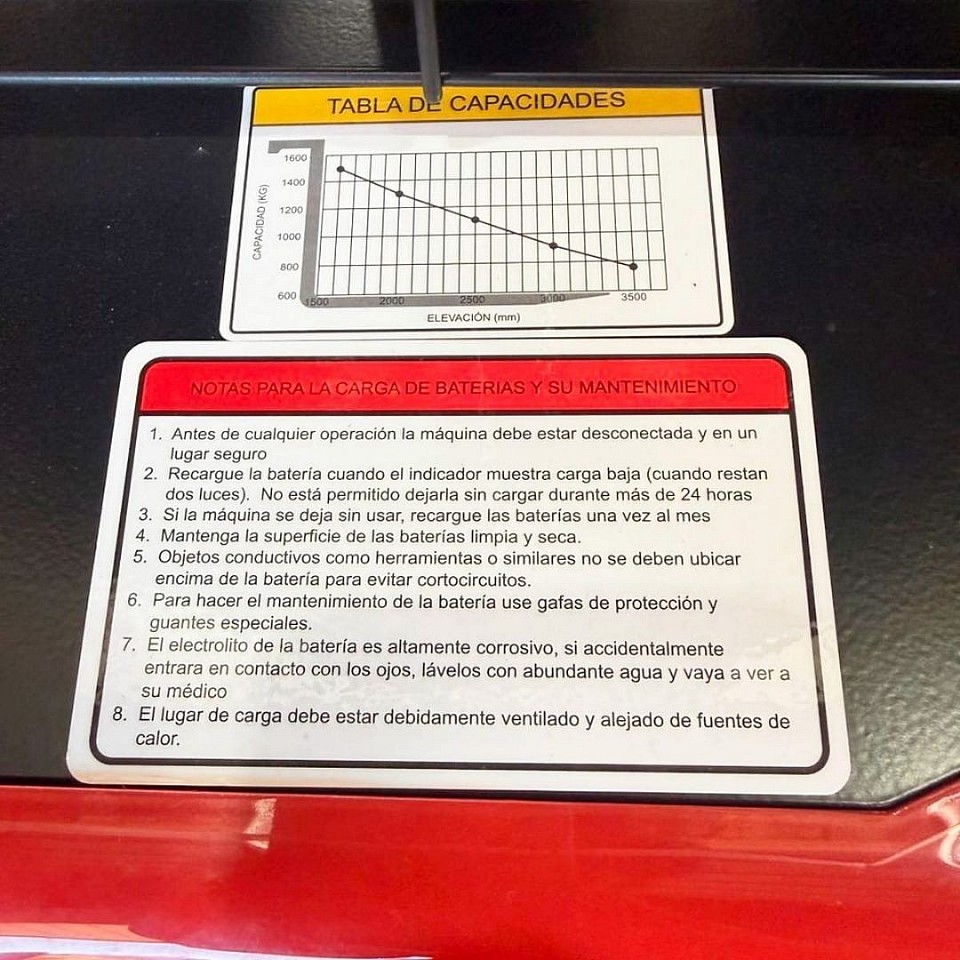 TABLA DE CAPACIDADES
1600
1400
1200
1000
800
600
CAPACIDAD (KG)
1500 2000 2500 3000 3500
ELEVACIÓN (mm)
NOTAS PARA LA CARGA DE BATERIAS Y SU MANTENIMIENTO
1. Antes de cualquier operación la máquina debe estar desconectada y en un
lugar seguro
2. Recargue la batería cuando el indicador muestra carga baja (cuando restan
dos luces). No está permitido dejarla sin cargar durante más de 24 horas
3. Si la máquina se deja sin usar, recargue las baterías una vez al mes
4. Mantenga la superficie de las baterías limpia y seca.
5. Objetos conductivos como herramientas o similares no se deben ubicar
encima de la batería para evitar cortocircuitos.
6. Para hacer el mantenimiento de la batería use gafas de protección y
guantes especiales.
7. El electrolito de la batería es altamente corrosivo, si accidentalmente
entrara en contacto con los ojos, lávelos con abundante agua y vaya a ver a
su médico
8. El lugar de carga debe estar debidamente ventilado y alejado de fuentes de
calor.